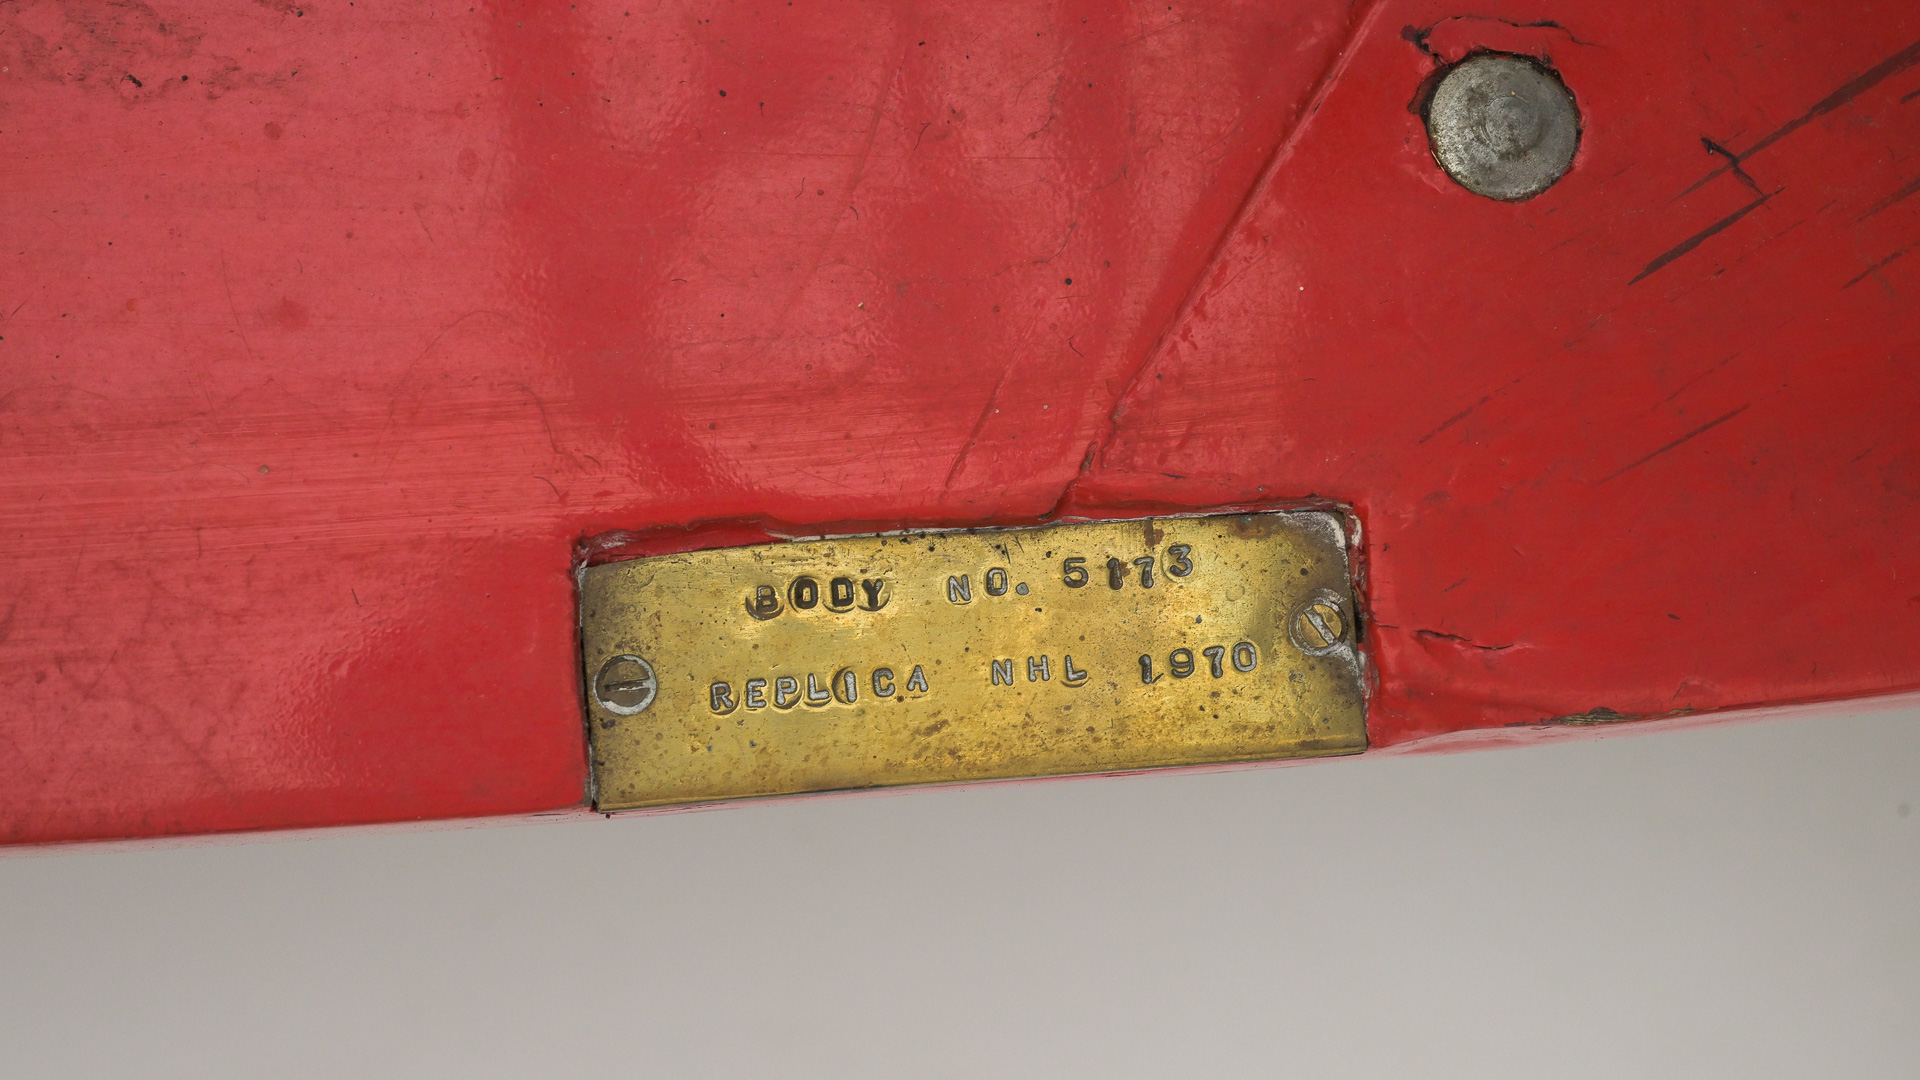 BODY NO. 5173
REPLICA NHL 1970